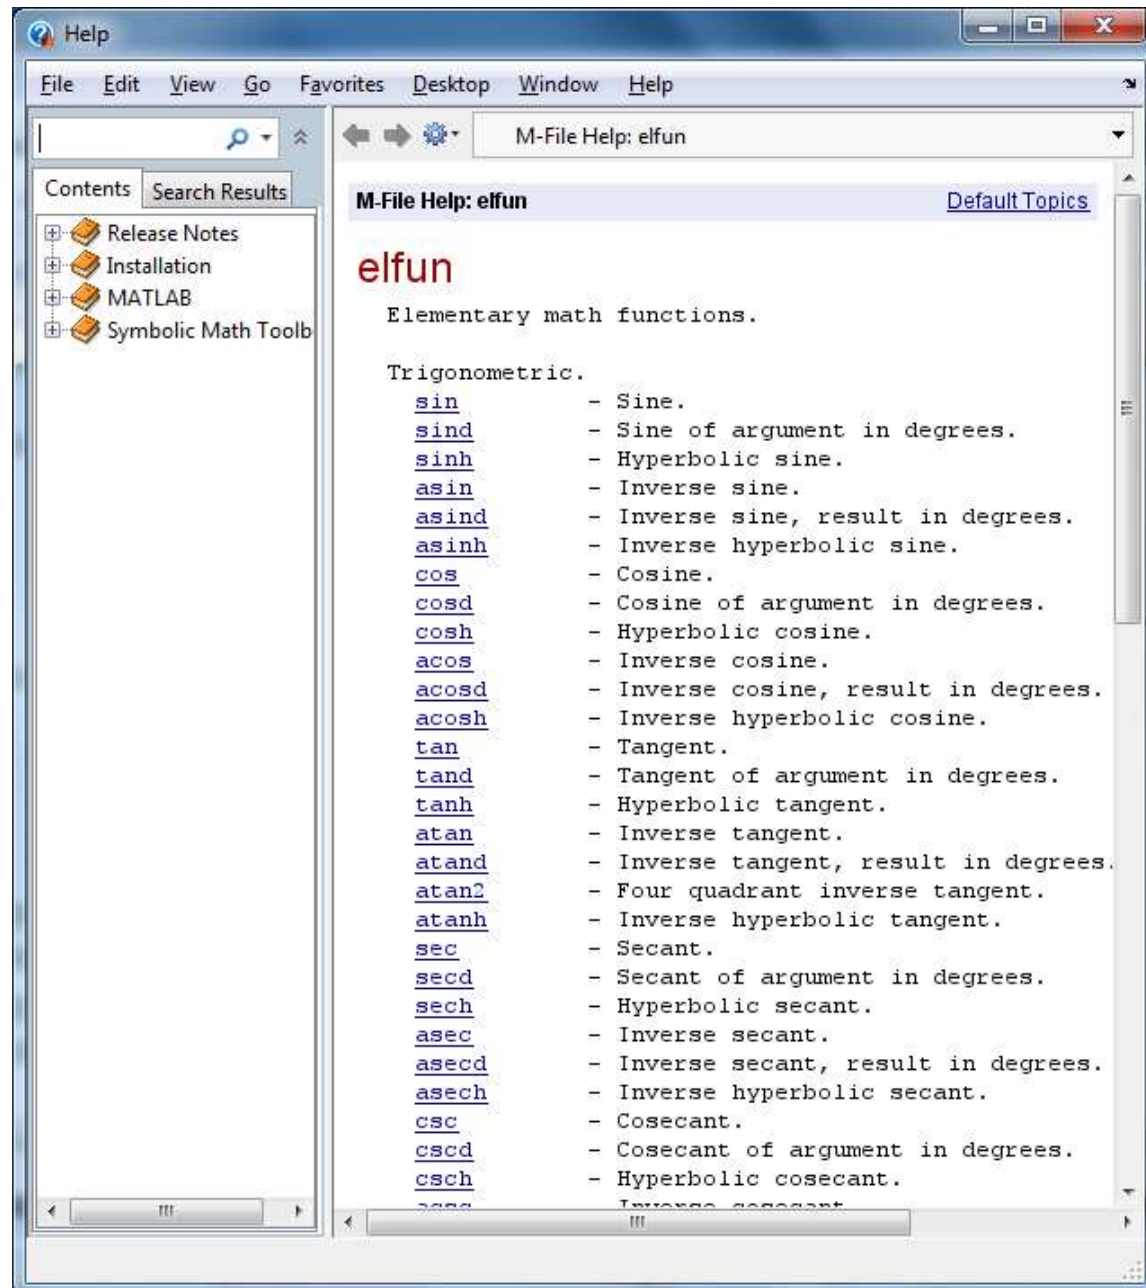 Help
File Edit View Go Favorites Desktop Window Help
M-File Help: elfun
Contents Search Results
Release Notes
Installation
MATLAB
Symbolic Math Toolb
M-File Help: elfun Default Topics
elfun
Elementary math functions.
Trigonometric.
sin - Sine.
sind - Sine of argument in degrees.
sinh - Hyperbolic sine.
asin - Inverse sine.
asind - Inverse sine, result in degrees.
asinh - Inverse hyperbolic sine.
cos - Cosine.
cosd - Cosine of argument in degrees.
cosh - Hyperbolic cosine.
acos - Inverse cosine.
acosd - Inverse cosine, result in degrees.
acosh - Inverse hyperbolic cosine.
tan - Tangent.
tand - Tangent of argument in degrees.
tanh - Hyperbolic tangent.
atan - Inverse tangent.
atand - Inverse tangent, result in degrees.
atan2 - Four quadrant inverse tangent.
atanh - Inverse hyperbolic tangent.
sec - Secant.
secd - Secant of argument in degrees.
sech - Hyperbolic secant.
asec - Inverse secant.
asecd - Inverse secant, result in degrees.
asech - Inverse hyperbolic secant.
csc - Cosecant.
cscd - Cosecant of argument in degrees.
csch - Hyperbolic cosecant.